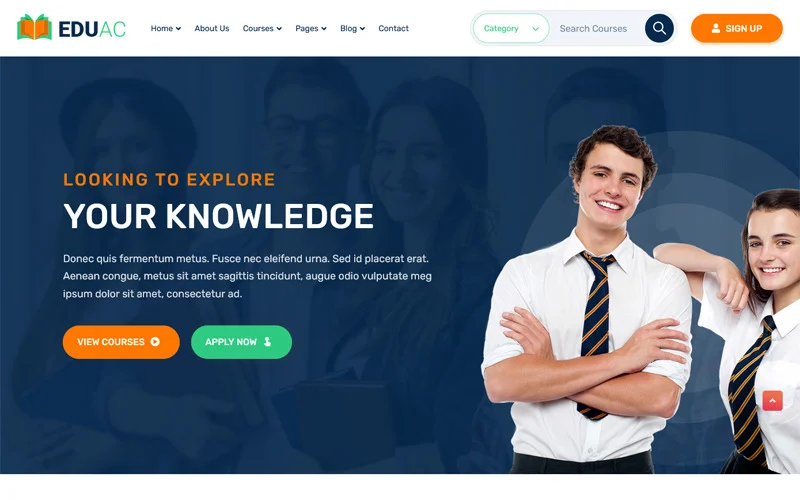 EDUAC
Home
About Us
Courses
Pages
Blog
Contact
Category
Search Courses
SIGN UP
LOOKING TO EXPLORE
YOUR KNOWLEDGE
Donec quis fermentum metus. Fusce nec eleifend urna. Sed id placerat erat.
Aenean congue, metus sit amet sagittis tincidunt, augue odio vulputate meg
ipsum dolor sit amet, consectetur ad.
VIEW COURSES
APPLY NOW